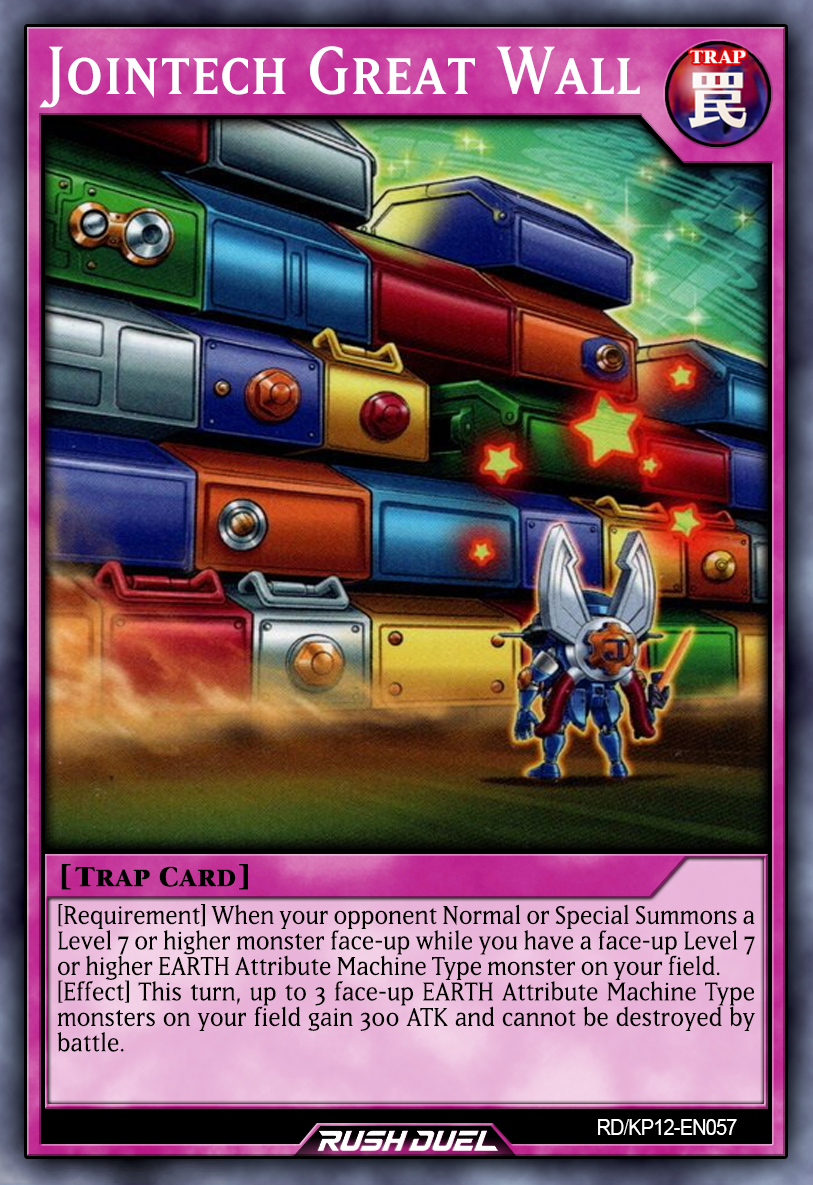 Jointech Great Wall
TRAP
罠
J
[Trap Card]
[Requirement] When your opponent Normal or Special Summons a
Level 7 or higher monster face-up while you have a face-up Level 7
or higher EARTH Attribute Machine Type monster on your field.
[Effect] This turn, up to 3 face-up EARTH Attribute Machine Type
monsters on your field gain 300 ATK and cannot be destroyed by
battle.
RD/KP12-EN057
RUSH DUEL